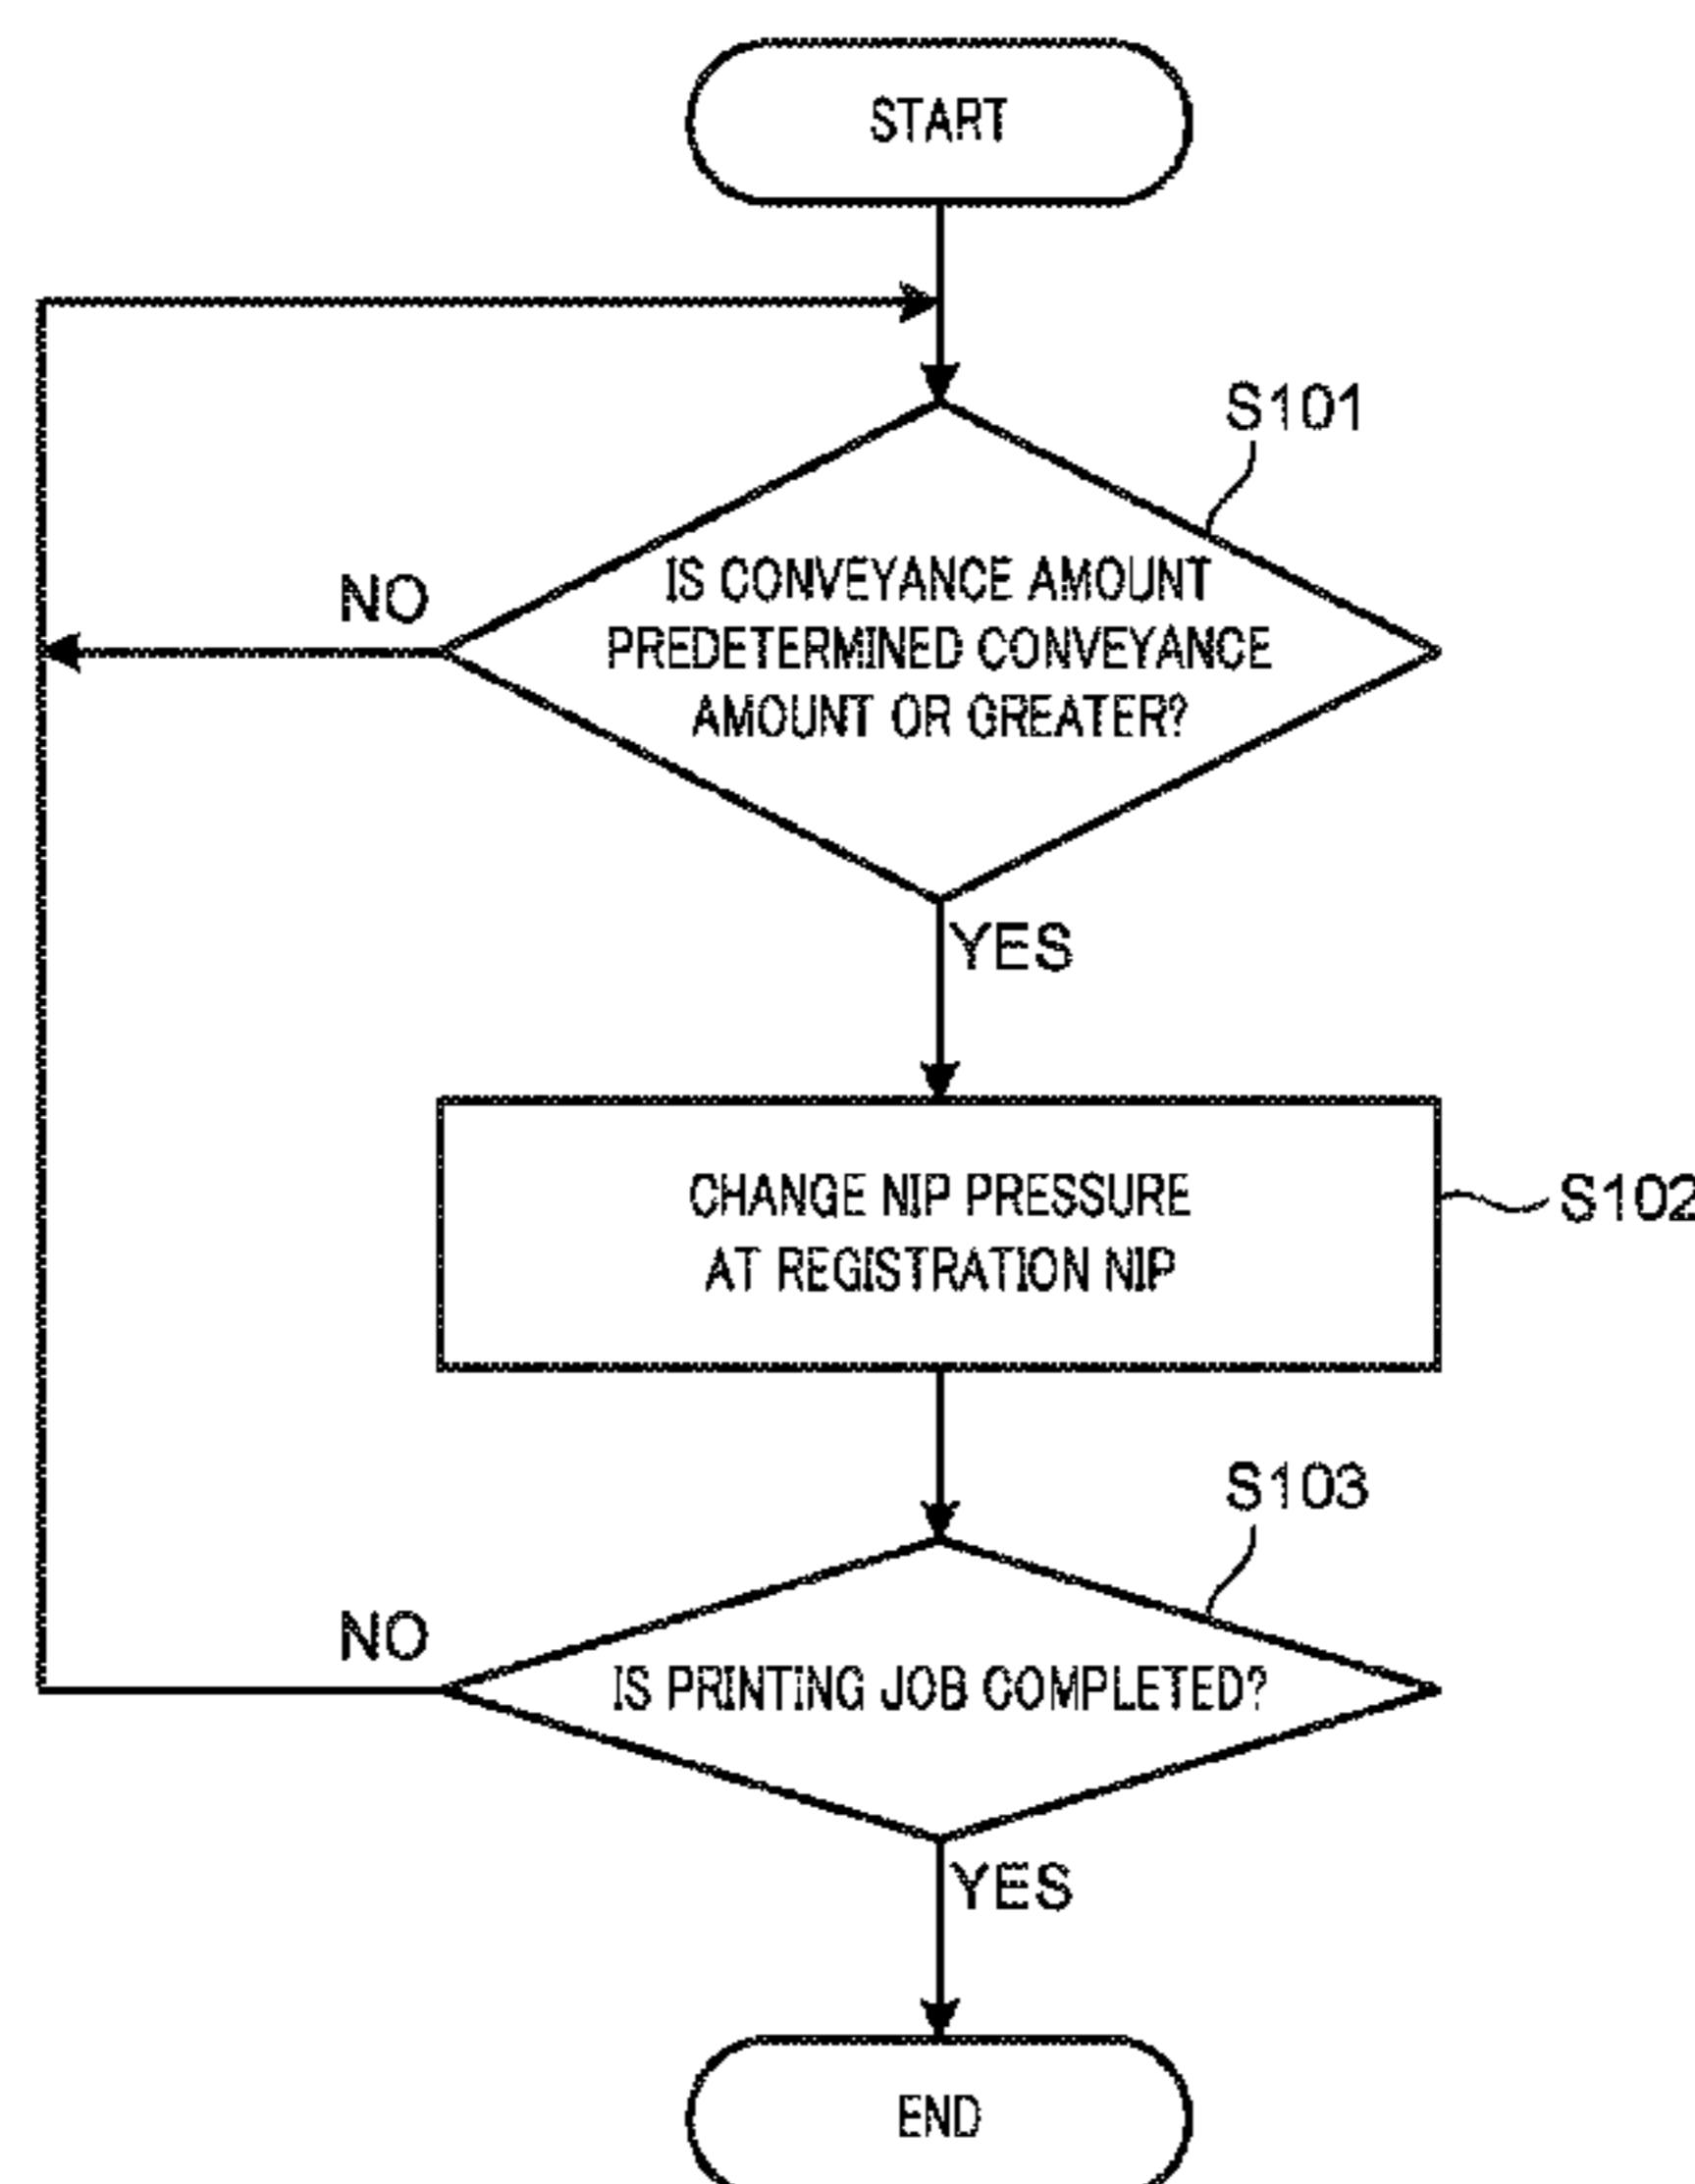 START
S101
IS CONVEYANCE AMOUNT
PREDETERMINED CONVEYANCE
AMOUNT OR GREATER?
NO
YES
CHANGE NIP PRESSURE
AT REGISTRATION NIP
S102
S103
IS PRINTING JOB COMPLETED?
NO
YES
END